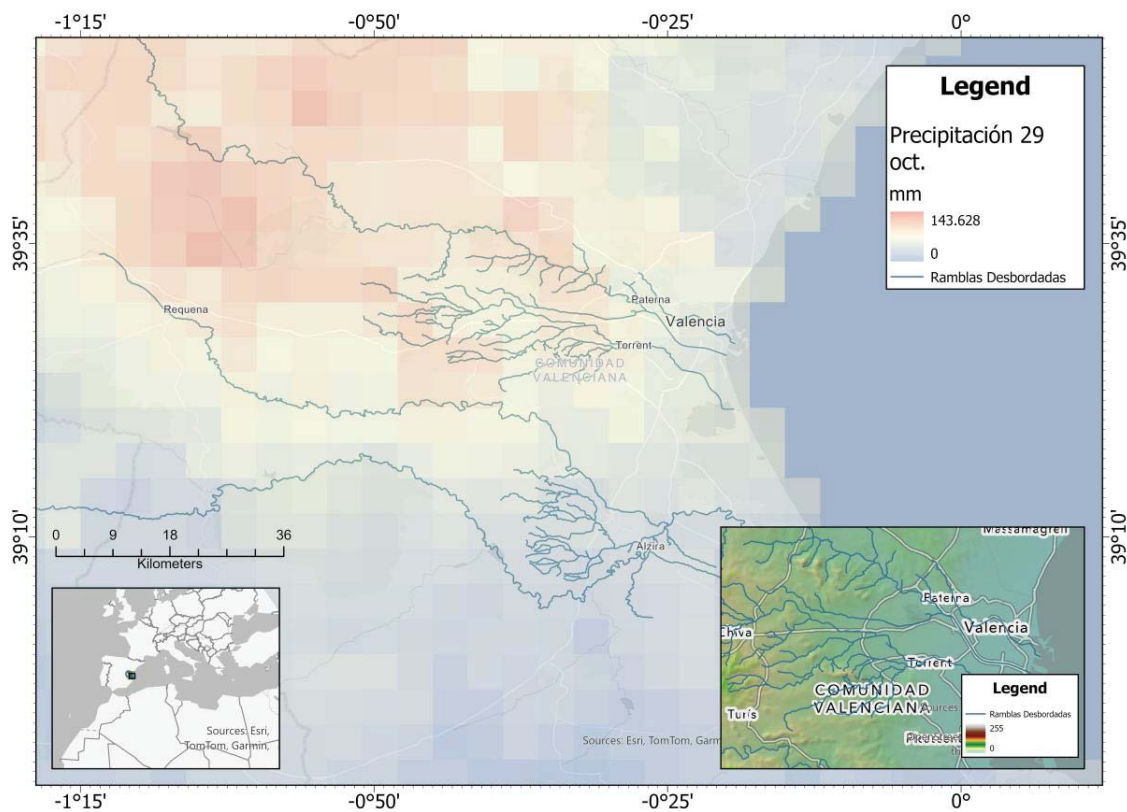 -1°15'
-0°50'
-0°25'
0°
Legend
Precipitación 29
oct.
mm
143.628
0
Ramblas Desbordadas
39°35'
39°35'
Requena
Paterna
Valencia
Torrent
COMUNIDAD
VALENCIANA
39°10'
39°10'
0 9 18 36
Kilometers
Alzira
Sources: Esri,
TomTom, Garmin,
Sources: Esri, TomTom, Garm
Massamagrell
Paterna
Valencia
Chiva
Torrent
COMUNIDAD
VALENCIANA
Turís
Sources
Legend
Ramblas Desbordadas
255
0
-1°15'
-0°50'
-0°25'
0°